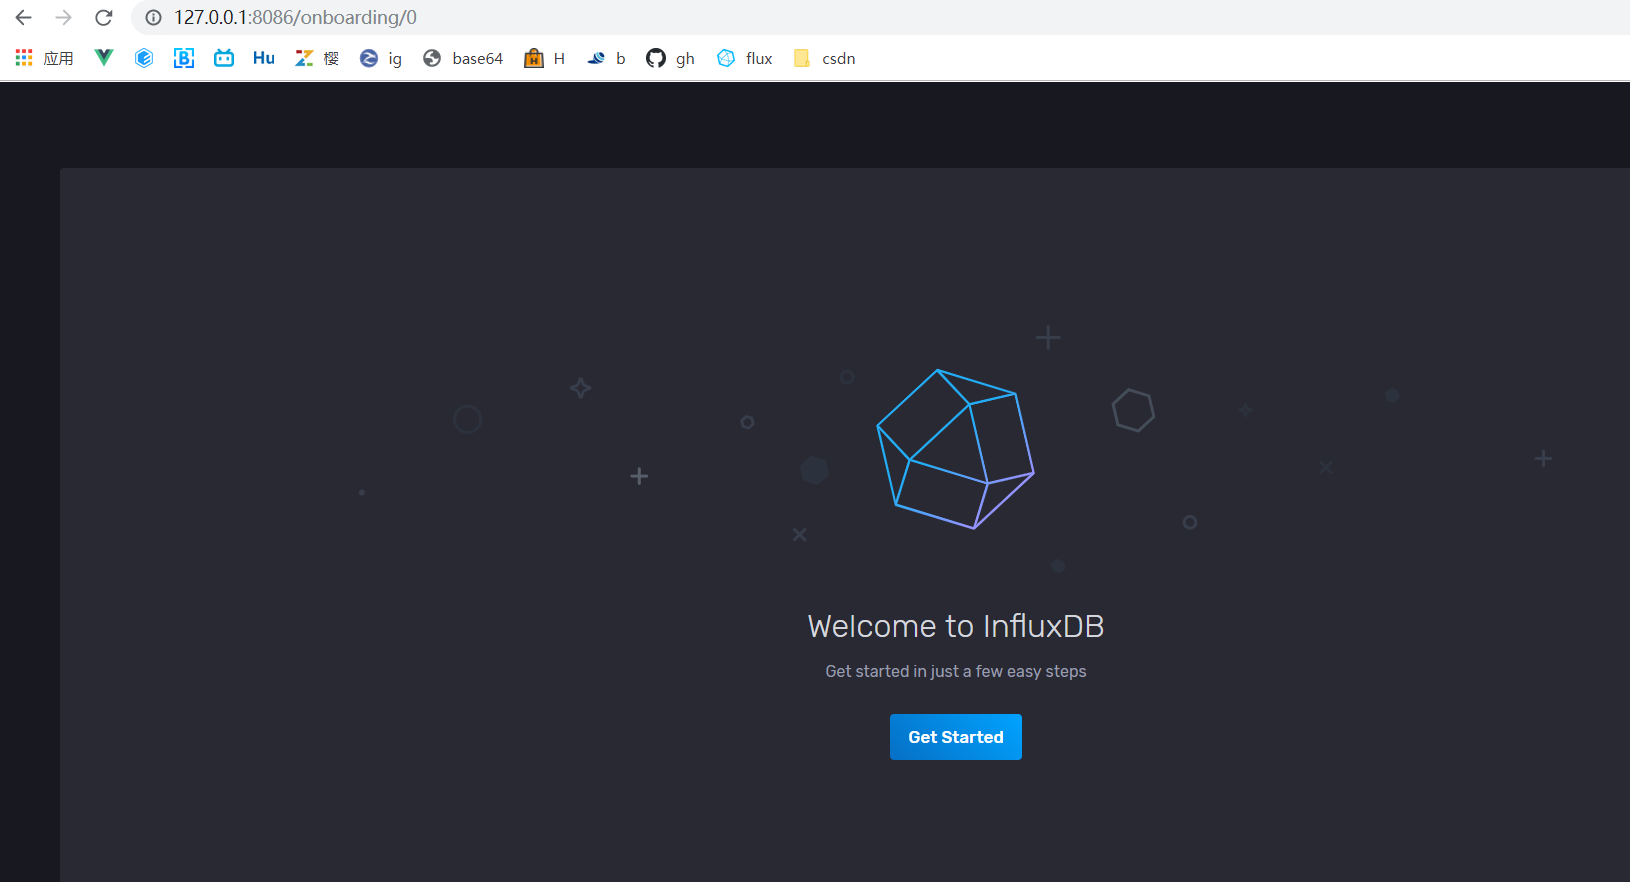 127.0.0.1:8086/onboarding/0
应用 Hu 樱 ig base64 H b gh flux csdn
Welcome to InfluxDB
Get started in just a few easy steps
Get Started